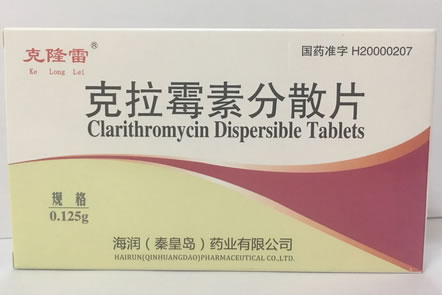 克隆雷®
Ke Long Lei
国药准字 H20000207
克拉霉素分散片
Clarithromycin Dispersible Tablets
规格
0.125g
海润（秦皇岛）药业有限公司
HAIRUN(QINHUANGDAO)PHARMACEUTICAL CO.,LTD.